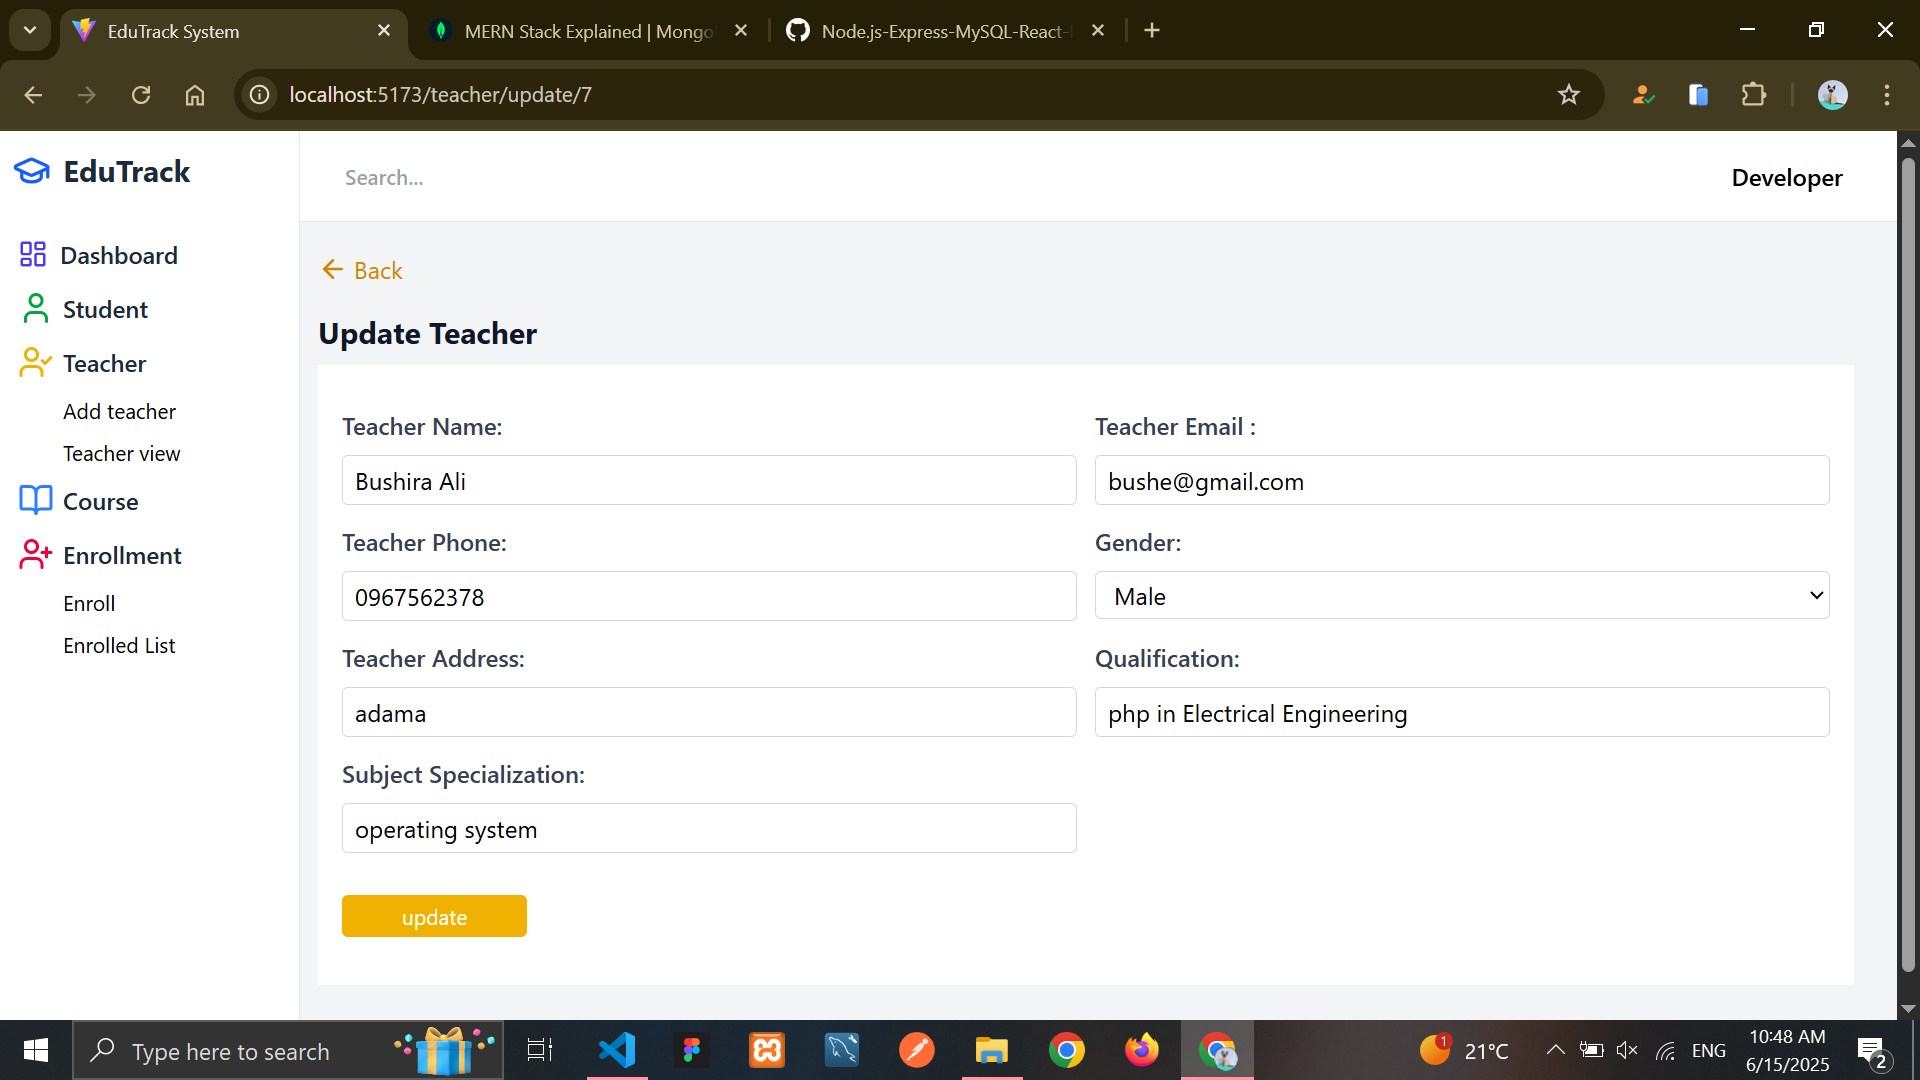 EduTrack System
MERN Stack Explained | Mongo
Node.js-Express-MySQL-React-
localhost:5173/teacher/update/7
EduTrack
Search...
Developer
Dashboard
Student
Teacher
Add teacher
Teacher view
Course
Enrollment
Enroll
Enrolled List
Back
Update Teacher
Teacher Name:
Teacher Email :
Bushira Ali
bushe@gmail.com
Teacher Phone:
Gender:
0967562378
Male
Teacher Address:
Qualification:
adama
php in Electrical Engineering
Subject Specialization:
operating system
update
Type here to search
1
21°C
ENG
10:48 AM
6/15/2025
2